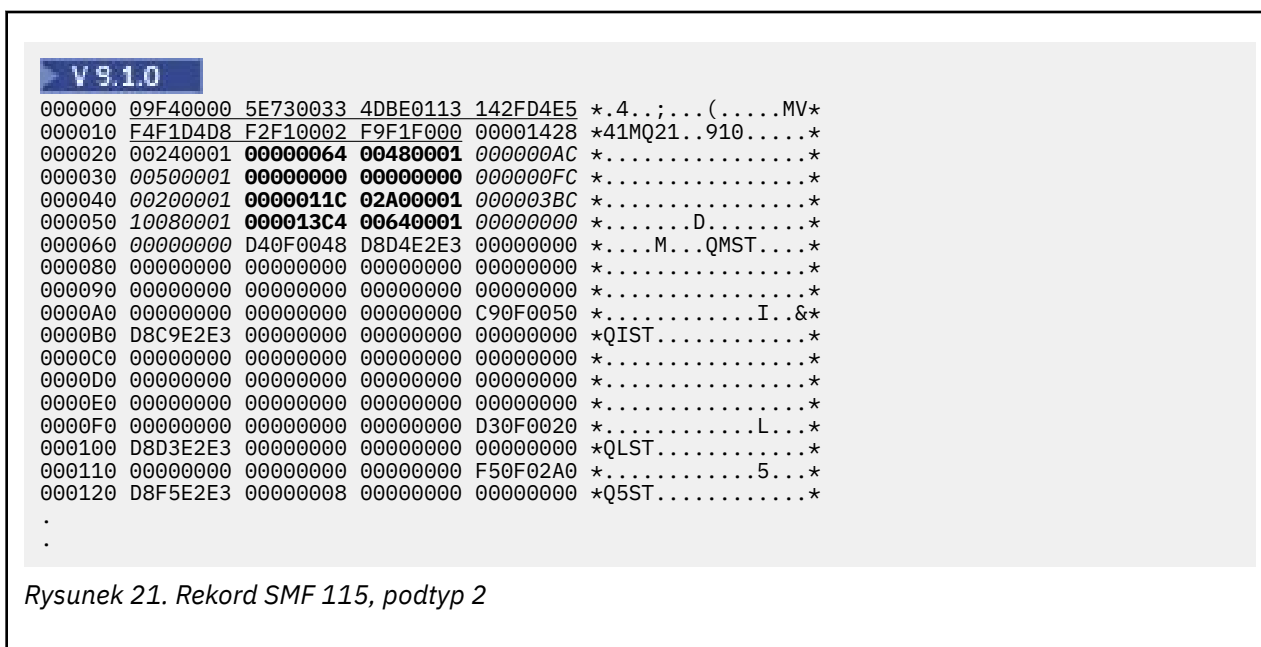 V 9.1.0
000000 09F40000 5E730033 4DBE0113 142FD4E5 *.4..;...(.....MV*
000010 F4F1D4D8 F2F10002 F9F1F000 00001428 *41MQ21..910.....*
000020 00240001 00000064 00480001 000000AC *................*
000030 00500001 00000000 00000000 000000FC *................*
000040 00200001 0000011C 02A00001 000003BC *................*
000050 10080001 000013C4 00640001 00000000 *.......D........*
000060 00000000 D40F0048 D8D4E2E3 00000000 *....M...QMST....*
000080 00000000 00000000 00000000 00000000 *................*
000090 00000000 00000000 00000000 00000000 *................*
0000A0 00000000 00000000 00000000 C90F0050 *............I..&*
0000B0 D8C9E2E3 00000000 00000000 00000000 *QIST............*
0000C0 00000000 00000000 00000000 00000000 *................*
0000D0 00000000 00000000 00000000 00000000 *................*
0000E0 00000000 00000000 00000000 00000000 *................*
0000F0 00000000 00000000 00000000 D30F0020 *............L...*
000100 D8D3E2E3 00000000 00000000 00000000 *QLST............*
000110 00000000 00000000 00000000 F50F02A0 *............5...*
000120 D8F5E2E3 00000008 00000000 00000000 *Q5ST............*
.
.
Rysunek 21. Rekord SMF 115, podtyp 2